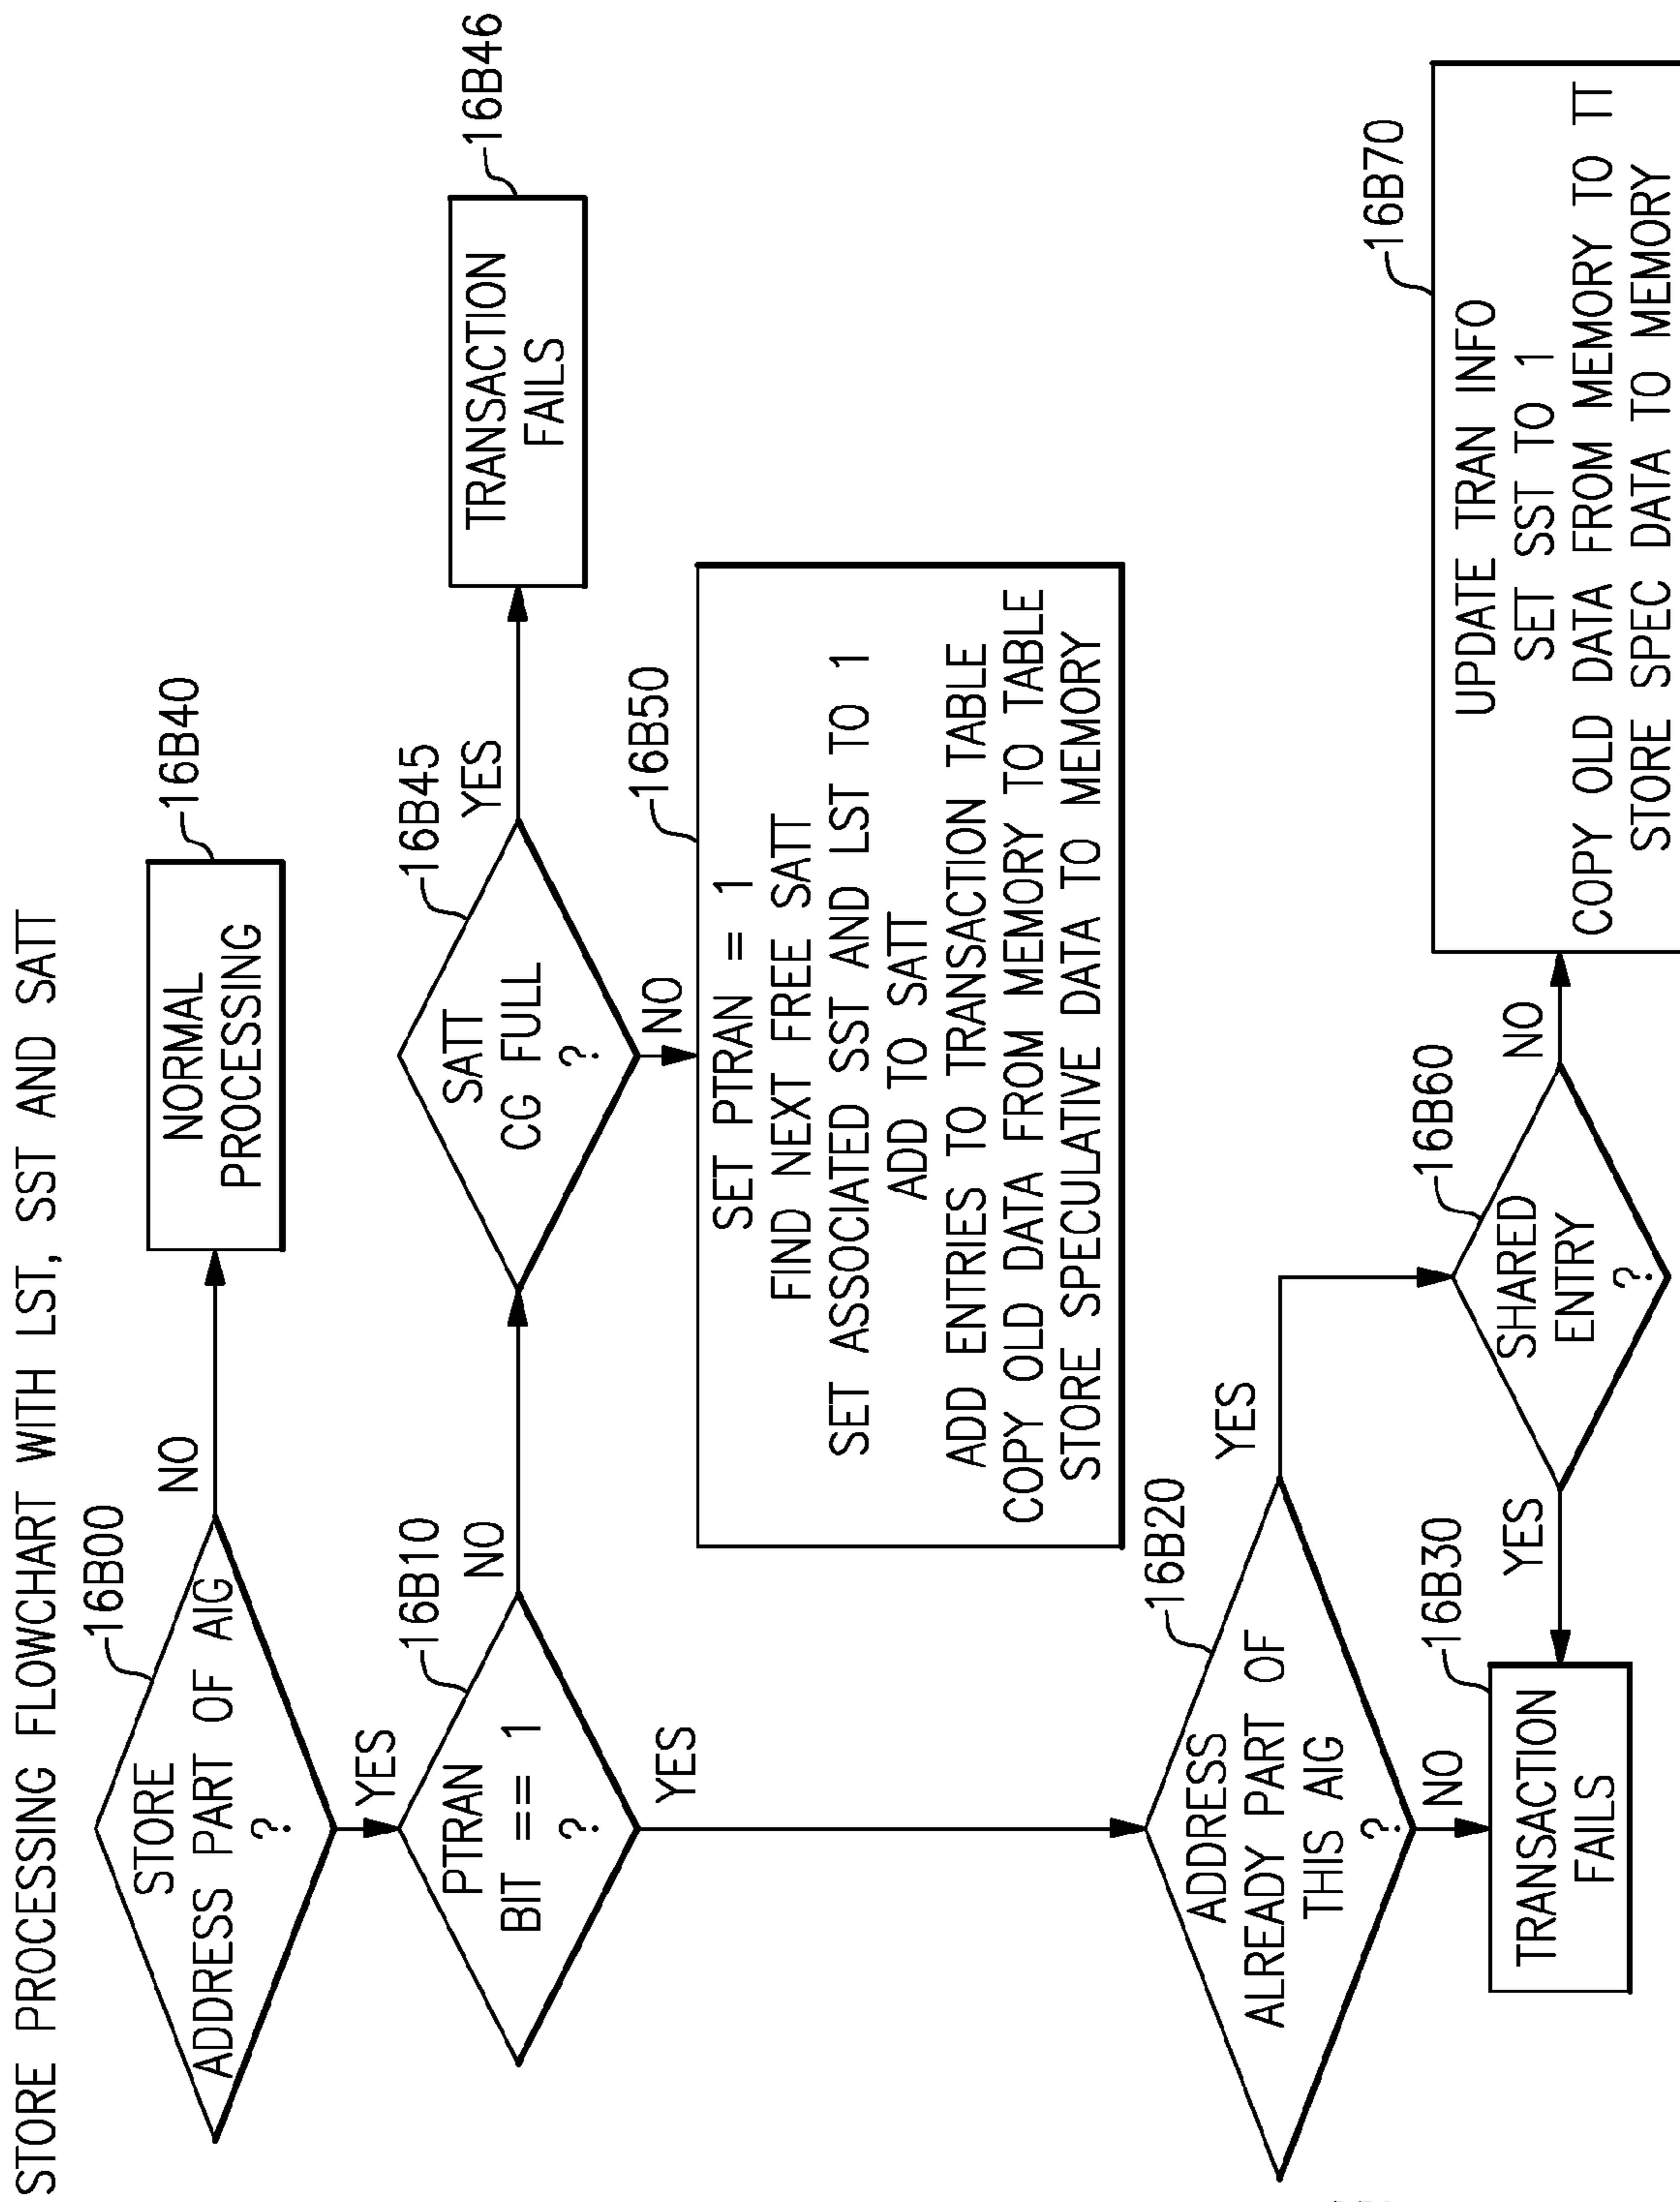 STORE PROCESSING FLOWCHART WITH LST, SST AND SATT
16B00
STORE
ADDRESS PART OF AIG
?
NO
16B40
NORMAL
PROCESSING
YES
16B10
PTRAN
BIT == 1
?
NO
16B45
SATT
CG FULL
?
YES
16B46
TRANSACTION
FAILS
NO
16B50
SET PTRAN = 1
FIND NEXT FREE SATT
SET ASSOCIATED SST AND LST TO 1
ADD TO SATT
ADD ENTRIES TO TRANSACTION TABLE
COPY OLD DATA FROM MEMORY TO TABLE
STORE SPECULATIVE DATA TO MEMORY
YES
16B20
ADDRESS
ALREADY PART OF
THIS AIG
?
YES
NO
16B30
TRANSACTION
FAILS
YES
16B60
SHARED
ENTRY
?
NO
16B70
UPDATE TRAN INFO
SET SST TO 1
COPY OLD DATA FROM MEMORY TO TT
STORE SPEC DATA TO MEMORY